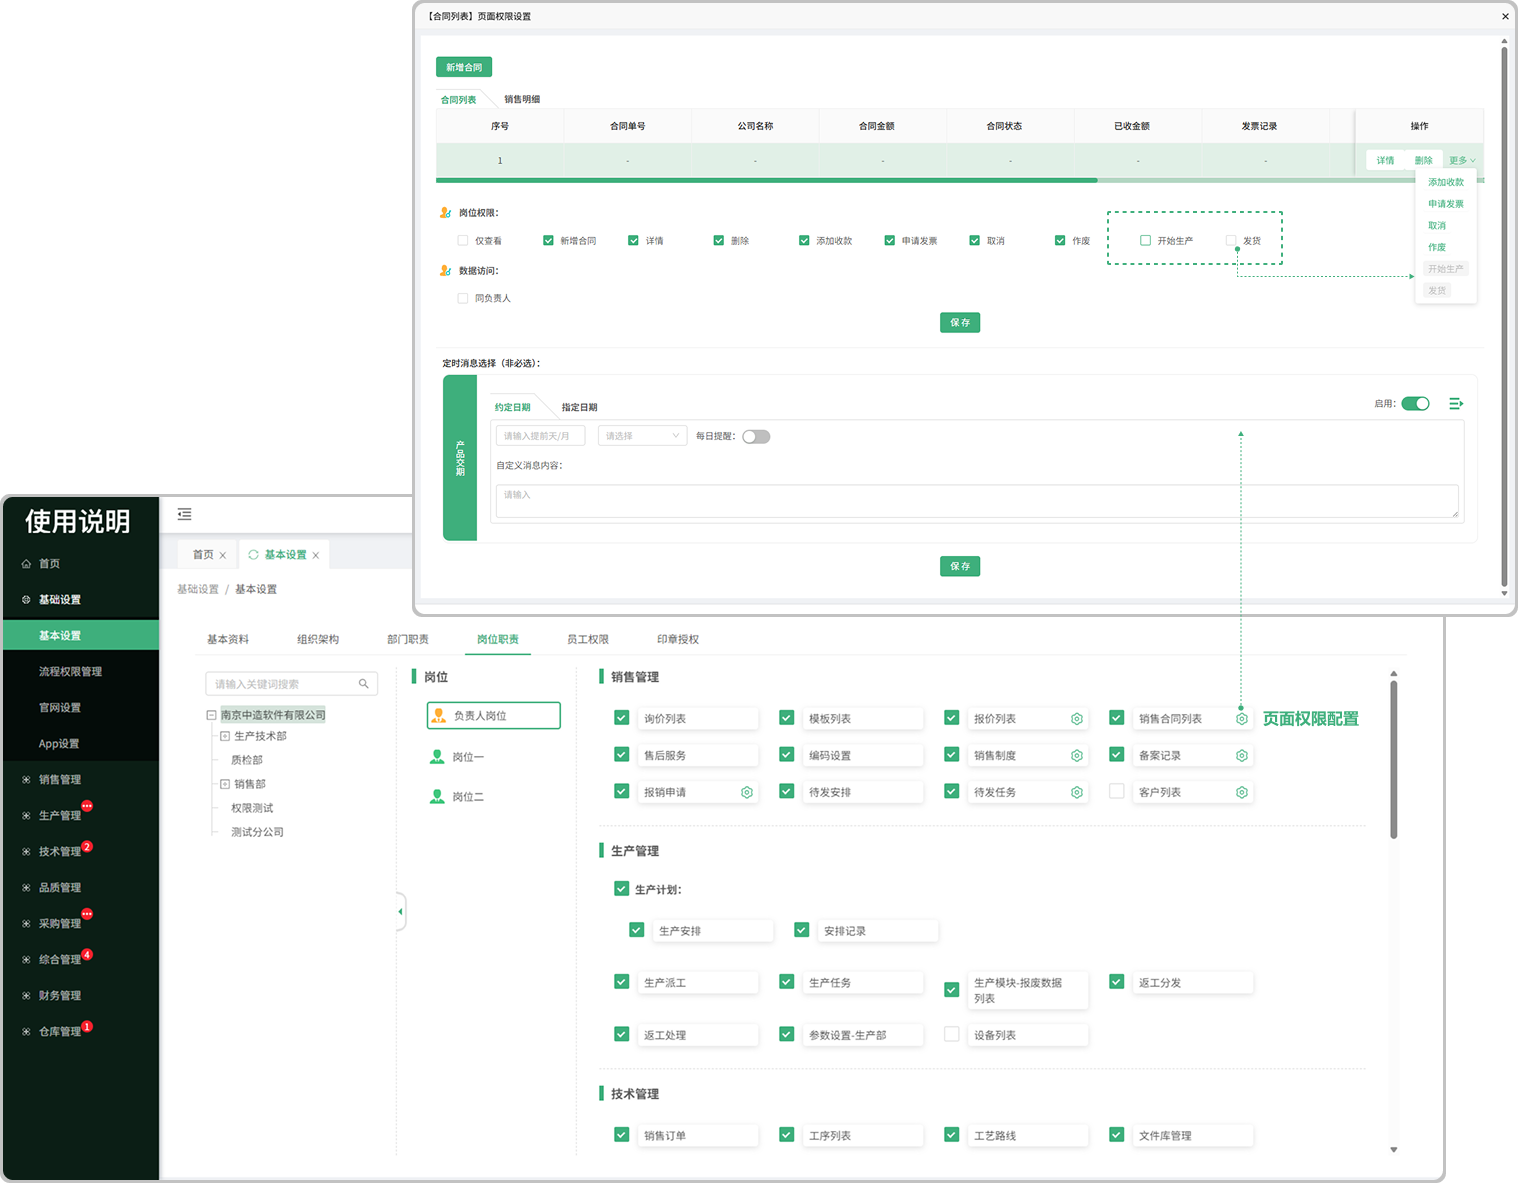 【合同列表】页面权限设置
新增合同
合同列表 销售明细
序号 合同单号 公司名称 合同金额 合同状态 已收金额 发票记录 操作
1 - - - - - - 详情 删除 更多
添加收款
申请发票
取消
作废
开始生产
发货
岗位权限：
仅查看 新增合同 详情 删除 添加收款 申请发票 取消 作废 开始生产 发货
数据访问：
同负责人
保存
定时消息选择（非必选）：
产品交期
约定日期 指定日期 启用：
请输入提前天/月 请选择 每日提醒：
自定义消息内容：
请输入
保存
使用说明
首页
基础设置
基本设置
流程权限管理
官网设置
App设置
销售管理
生产管理
技术管理 2
品质管理
采购管理
综合管理 4
财务管理
仓库管理 1
首页 基本设置
基础设置 / 基本设置
基本资料 组织架构 部门职责 岗位职责 员工权限 印章授权
请输入关键词搜索
南京中造软件有限公司
生产技术部
质检部
销售部
权限测试
测试分公司
岗位
负责人岗位
岗位一
岗位二
销售管理
询价列表 模板列表 报价列表 销售合同列表 页面权限配置
售后服务 编码设置 销售制度 备案记录
报销申请 待发安排 待发任务 客户列表
生产管理
生产计划：
生产安排 安排记录
生产派工 生产任务 生产模块-报废数据
列表 返工分发
返工处理 参数设置-生产部 设备列表
技术管理
销售订单 工序列表 工艺路线 文件库管理